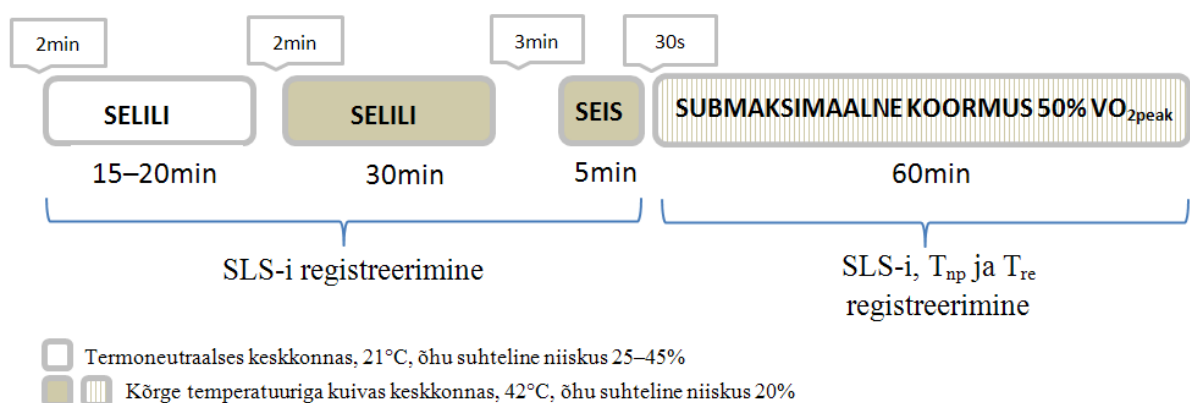 2min
2min
3min
30s
SELILI
SELILI
SEIS
SUBMAKSIMAALNE KOORMUS 50% VO2peak
15–20min
30min
5min
60min
SLS-i registreerimine
SLS-i, Tnp ja Tre
registreerimine
Termoneutraalses keskkonnas, 21°C, õhu suhteline niiskus 25–45%
Kõrge temperatuuriga kuivas keskkonnas, 42°C, õhu suhteline niiskus 20%